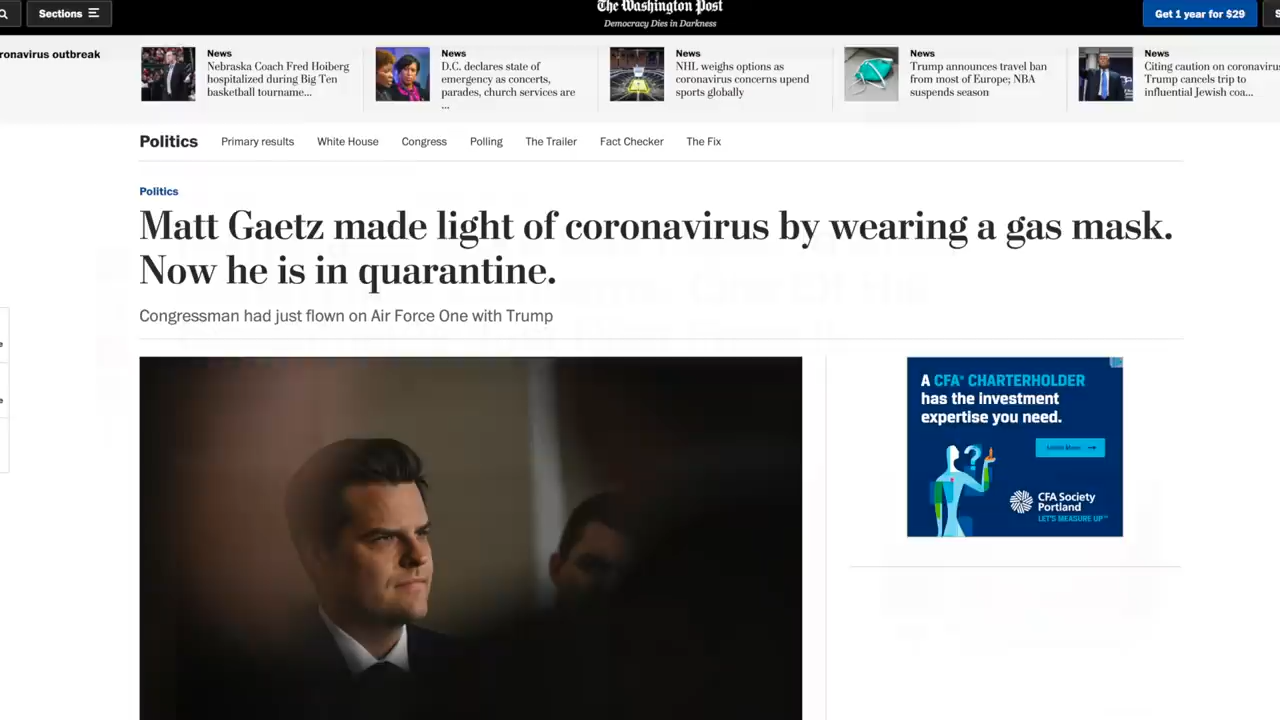 Sections
The Washington Post
Democracy Dies in Darkness
Get 1 year for $29
S
ronavirus outbreak
News
Nebraska Coach Fred Hoiberg
hospitalized during Big Ten
basketball tourname...
News
D.C. declares state of
emergency as concerts,
parades, church services are
...
News
NHL weighs options as
coronavirus concerns upend
sports globally
News
Trump announces travel ban
from most of Europe; NBA
suspends season
News
Citing caution on coronavirus
Trump cancels trip to
influential Jewish coa...
Politics
Primary results
White House
Congress
Polling
The Trailer
Fact Checker
The Fix
Politics
Matt Gaetz made light of coronavirus by wearing a gas mask.
Now he is in quarantine.
Congressman had just flown on Air Force One with Trump
e
e
A CFA® CHARTERHOLDER
has the investment
expertise you need.
Learn More →
?
CFA Society
Portland
LET'S MEASURE UP™